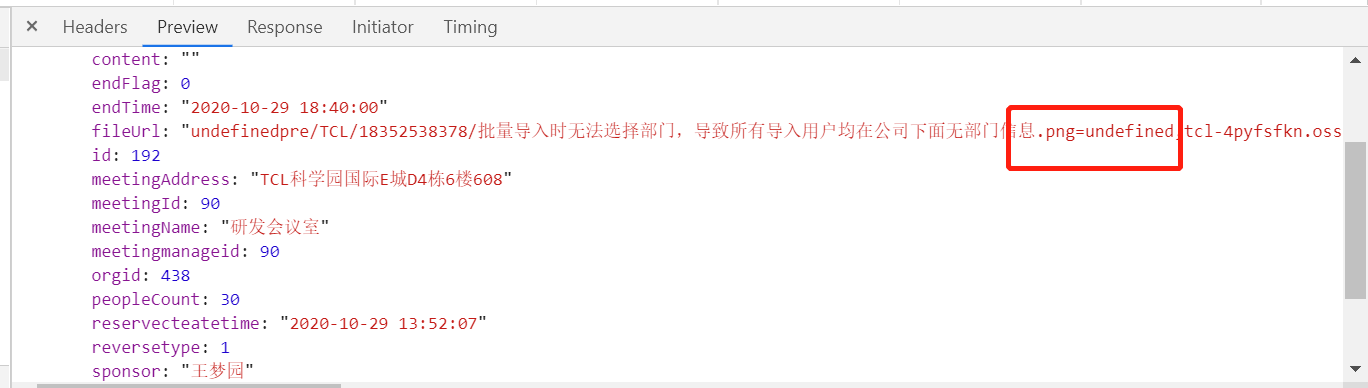 × Headers Preview Response Initiator Timing
content: ""
endFlag: 0
endTime: "2020-10-29 18:40:00"
fileUrl: "undefinedpre/TCL/18352538378/批量导入时无法选择部门，导致所有导入用户均在公司下面无部门信息.png=undefined,tcl-4pyfsfkn.oss
id: 192
meetingAddress: "TCL科学园国际E城D4栋6楼608"
meetingId: 90
meetingName: "研发会议室"
meetingmanageid: 90
orgid: 438
peopleCount: 30
reservecteatetime: "2020-10-29 13:52:07"
reversetype: 1
sponsor: "王梦园"